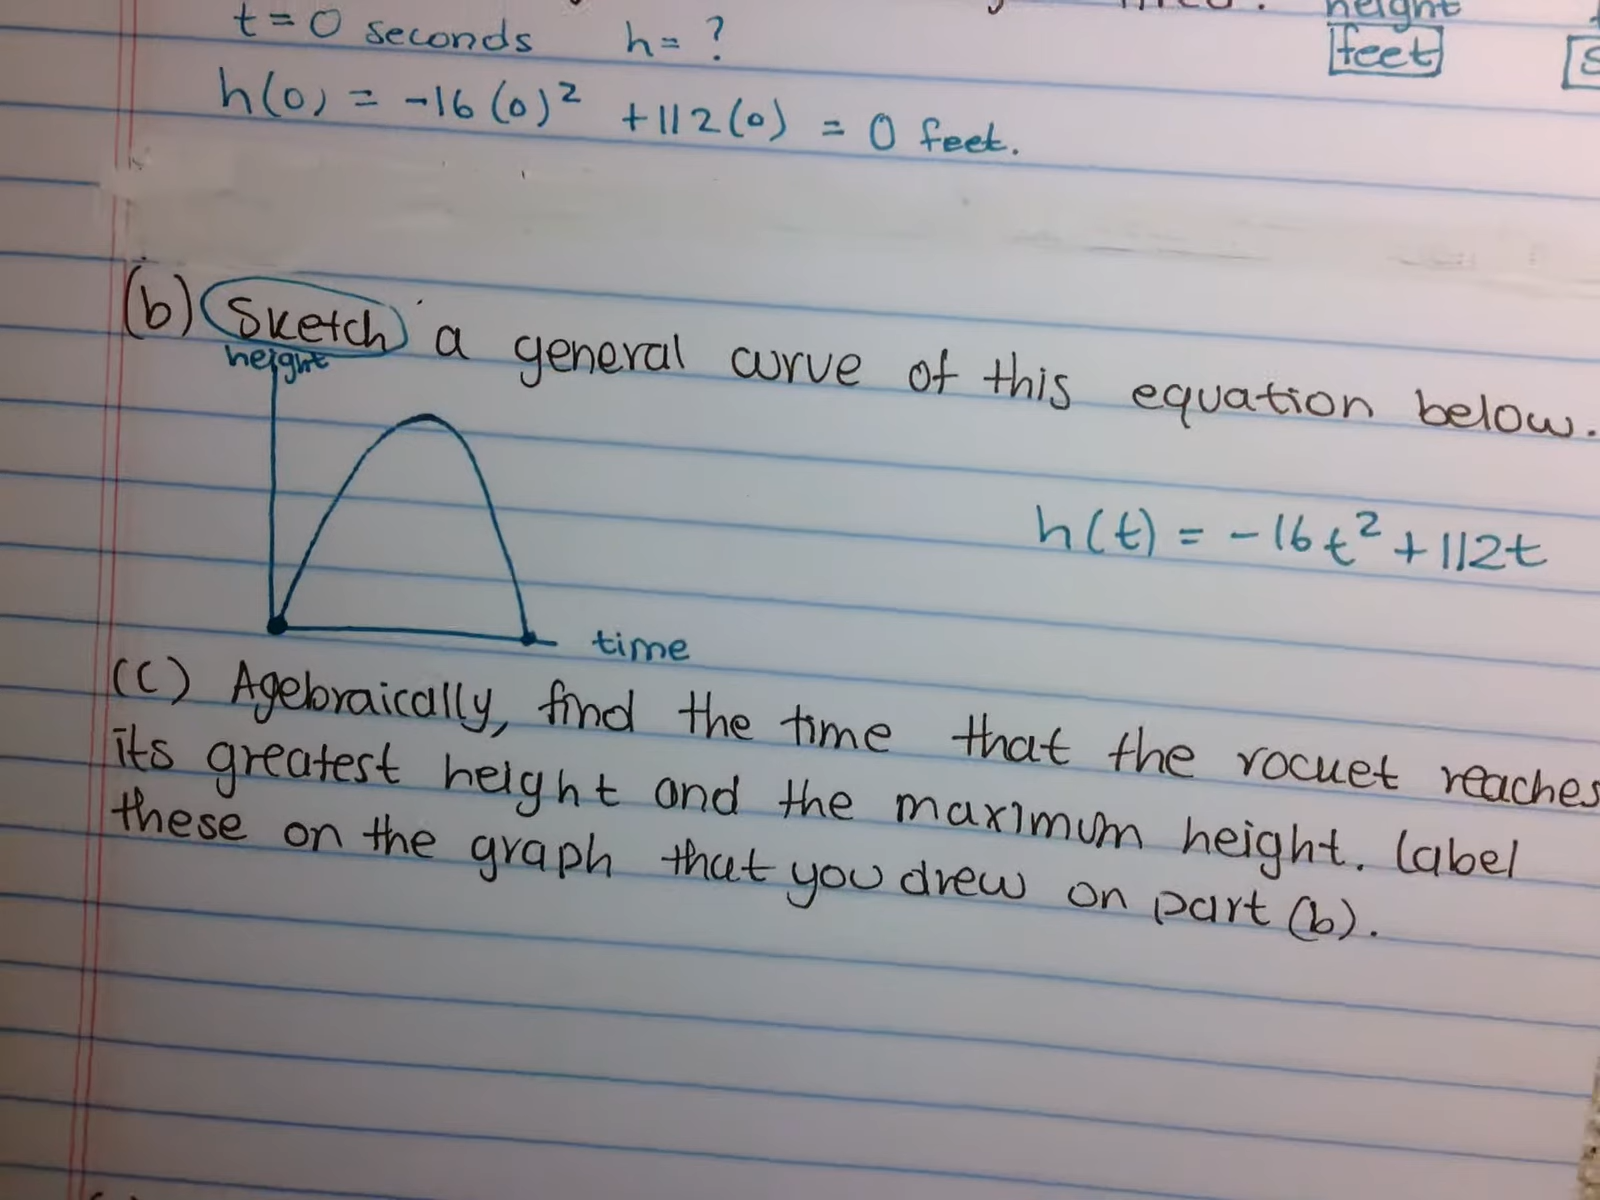 t = 0 seconds h = ?
height
feet
h(0) = -16(0)² + 112(0) = 0 feet.
(b) Sketch a general curve of this equation below.
height
h(t) = -16t² + 112t
time
(c) Agebraically, find the time that the rocket reaches
its greatest height and the maximum height. Label
these on the graph that you drew on part (b).